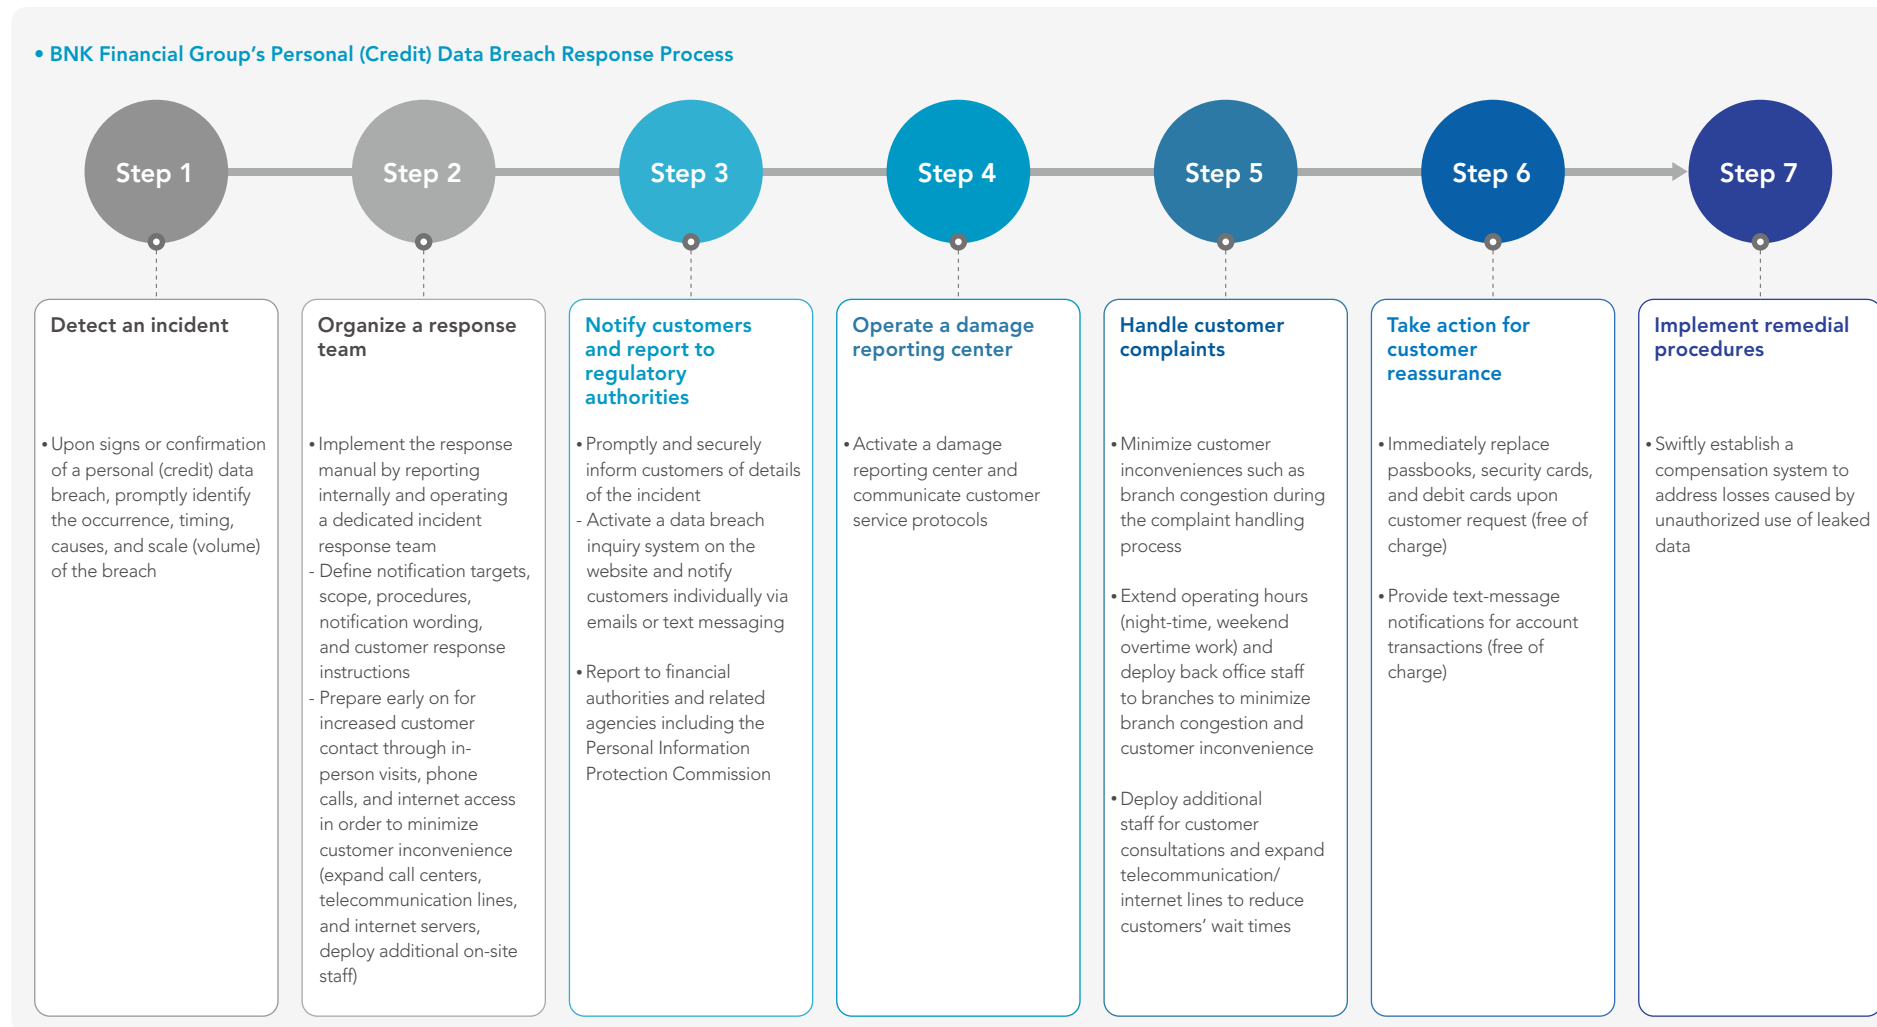 • BNK Financial Group’s Personal (Credit) Data Breach Response Process
Step 1
Step 2
Step 3
Step 4
Step 5
Step 6
Step 7
Detect an incident
• Upon signs or confirmation
of a personal (credit) data
breach, promptly identify
the occurrence, timing,
causes, and scale (volume)
of the breach
Organize a response
team
• Implement the response
manual by reporting
internally and operating
a dedicated incident
response team
- Define notification targets,
scope, procedures,
notification wording,
and customer response
instructions
- Prepare early on for
increased customer
contact through in-
person visits, phone
calls, and internet access
in order to minimize
customer inconvenience
(expand call centers,
telecommunication lines,
and internet servers,
deploy additional on-site
staff)
Notify customers
and report to
regulatory
authorities
• Promptly and securely
inform customers of details
of the incident
- Activate a data breach
inquiry system on the
website and notify
customers individually via
emails or text messaging
• Report to financial
authorities and related
agencies including the
Personal Information
Protection Commission
Operate a damage
reporting center
• Activate a damage
reporting center and
communicate customer
service protocols
Handle customer
complaints
• Minimize customer
inconveniences such as
branch congestion during
the complaint handling
process
• Extend operating hours
(night-time, weekend
overtime work) and
deploy back office staff
to branches to minimize
branch congestion and
customer inconvenience
• Deploy additional
staff for customer
consultations and expand
telecommunication/
internet lines to reduce
customers’ wait times
Take action for
customer
reassurance
• Immediately replace
passbooks, security cards,
and debit cards upon
customer request (free of
charge)
• Provide text-message
notifications for account
transactions (free of
charge)
Implement remedial
procedures
• Swiftly establish a
compensation system to
address losses caused by
unauthorized use of leaked
data